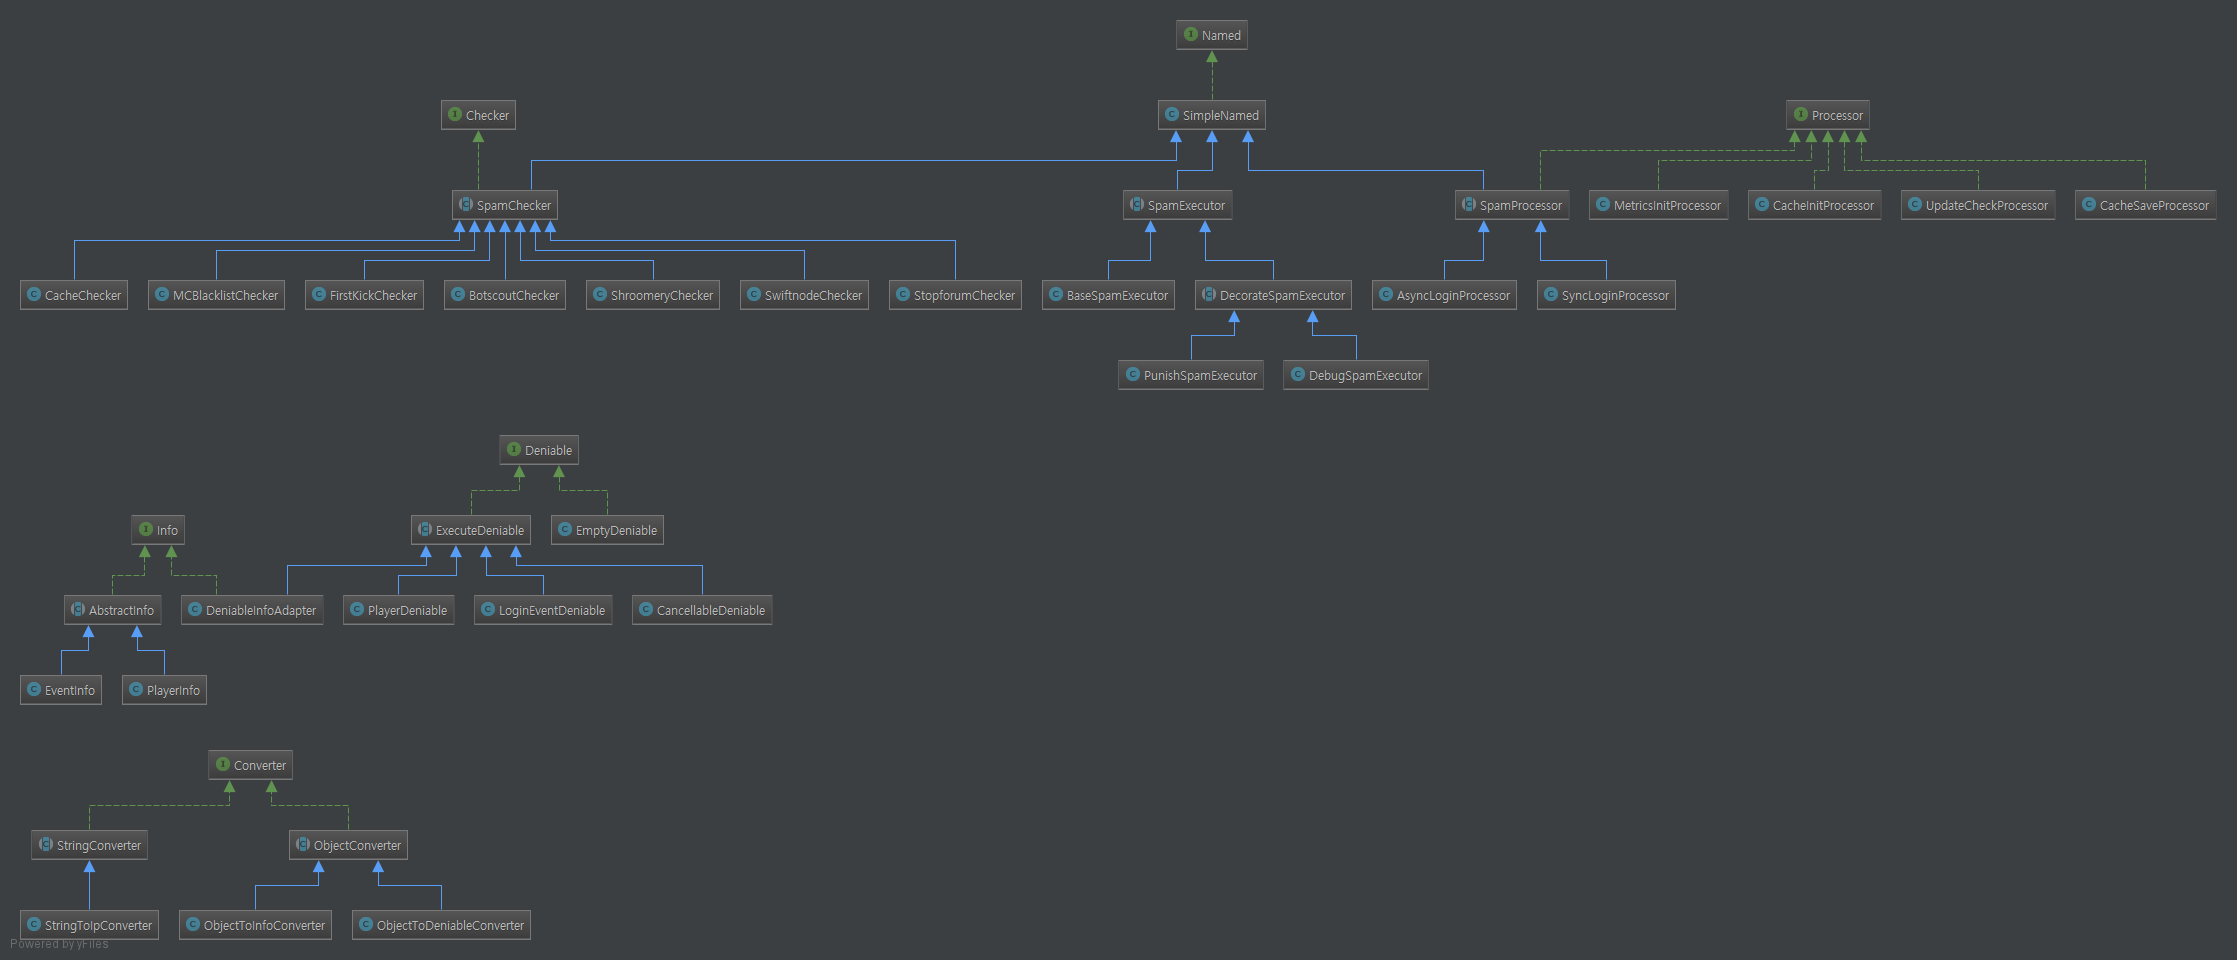 Named
Checker
SimpleNamed
Processor
SpamChecker
SpamExecutor
SpamProcessor
MetricsInitProcessor
CacheInitProcessor
UpdateCheckProcessor
CacheSaveProcessor
CacheChecker
MCBlacklistChecker
FirstKickChecker
BotscoutChecker
ShroomeryChecker
SwiftnodeChecker
StopforumChecker
BaseSpamExecutor
DecorateSpamExecutor
AsyncLoginProcessor
SyncLoginProcessor
PunishSpamExecutor
DebugSpamExecutor
Deniable
Info
ExecuteDeniable
EmptyDeniable
AbstractInfo
DeniableInfoAdapter
PlayerDeniable
LoginEventDeniable
CancellableDeniable
EventInfo
PlayerInfo
Converter
StringConverter
ObjectConverter
StringToIpConverter
ObjectToInfoConverter
ObjectToDeniableConverter
Powered by yFiles